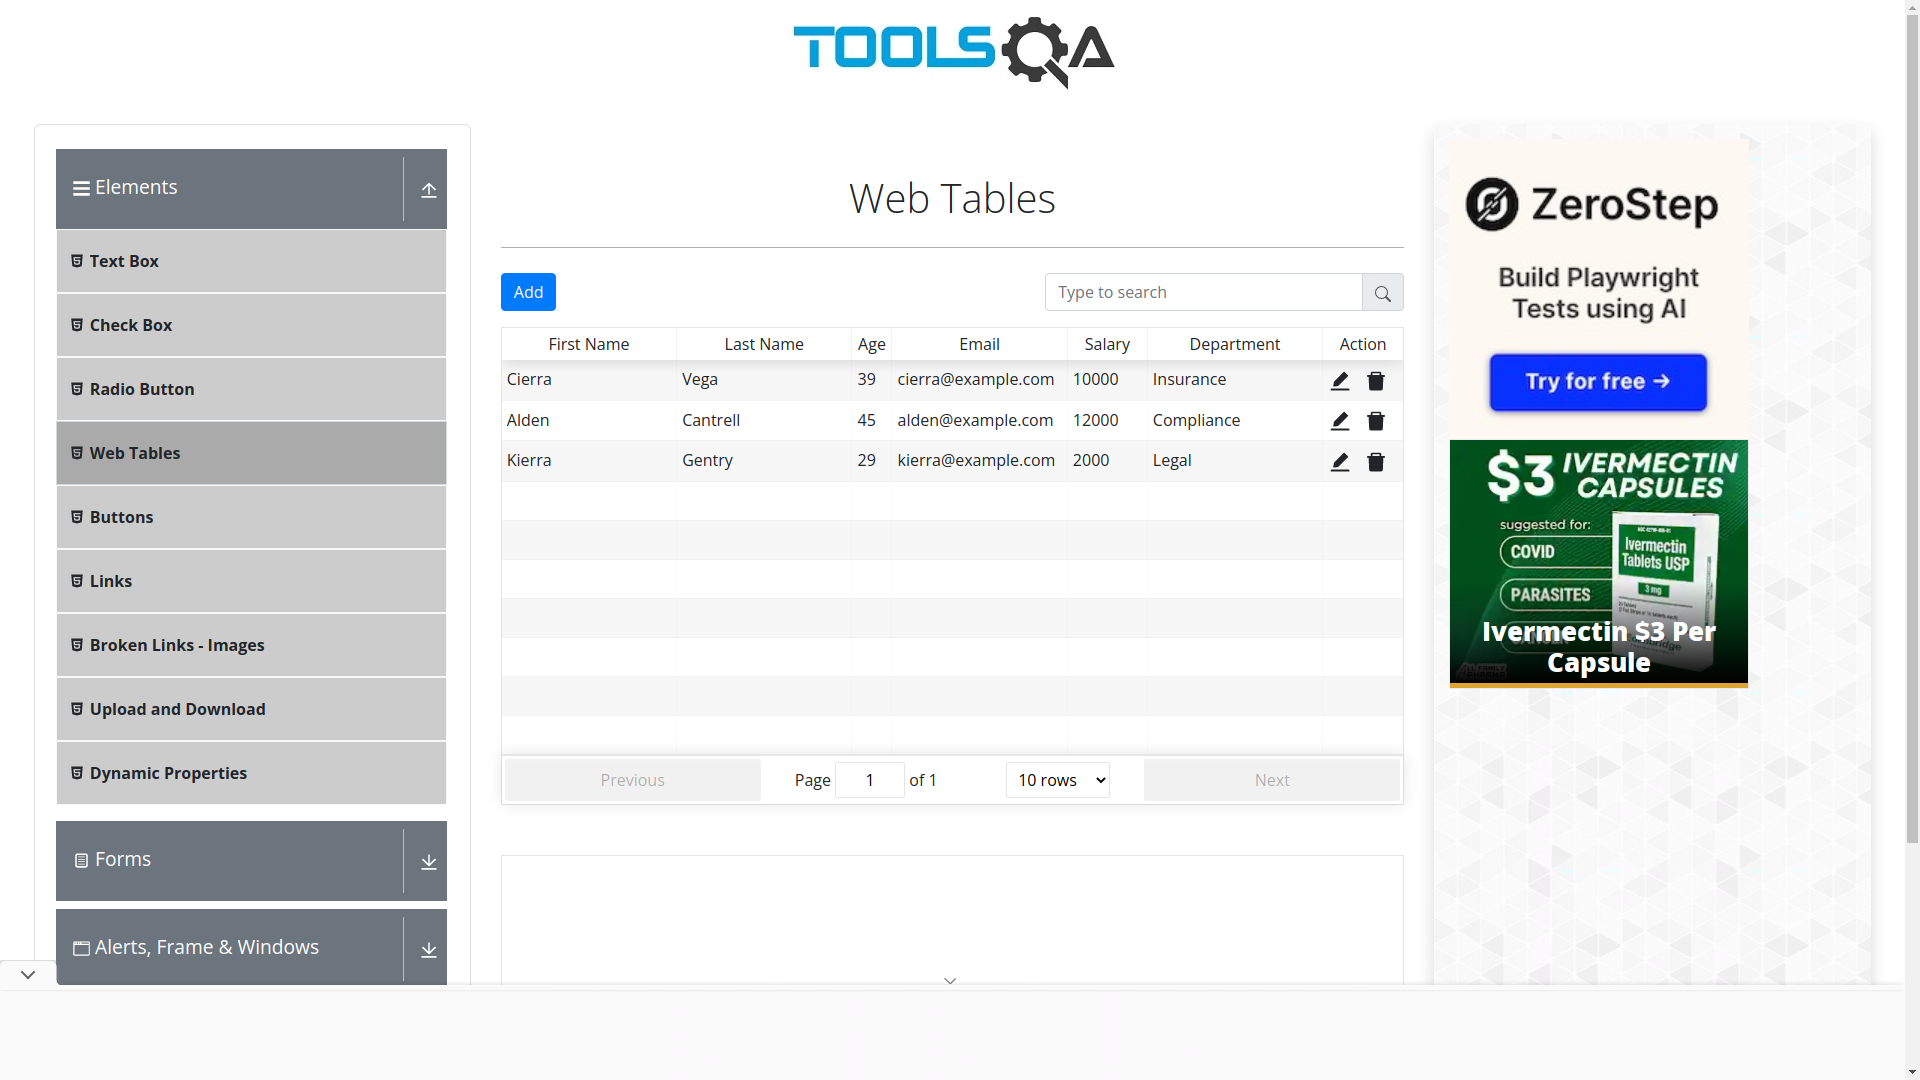 TOOLSQA
Elements
Text Box
Check Box
Radio Button
Web Tables
Buttons
Links
Broken Links - Images
Upload and Download
Dynamic Properties
Forms
Alerts, Frame & Windows
Web Tables
Add
Type to search
First Name Last Name Age Email Salary Department Action
Cierra Vega 39 cierra@example.com 10000 Insurance
Alden Cantrell 45 alden@example.com 12000 Compliance
Kierra Gentry 29 kierra@example.com 2000 Legal
Previous Page 1 of 1 10 rows Next
ZeroStep
Build Playwright
Tests using AI
Try for free →
$3 IVERMECTIN
CAPSULES
suggested for:
COVID
PARASITES
Ivermectin
Tablets USP
3 mg
Ivermectin $3 Per
Capsule